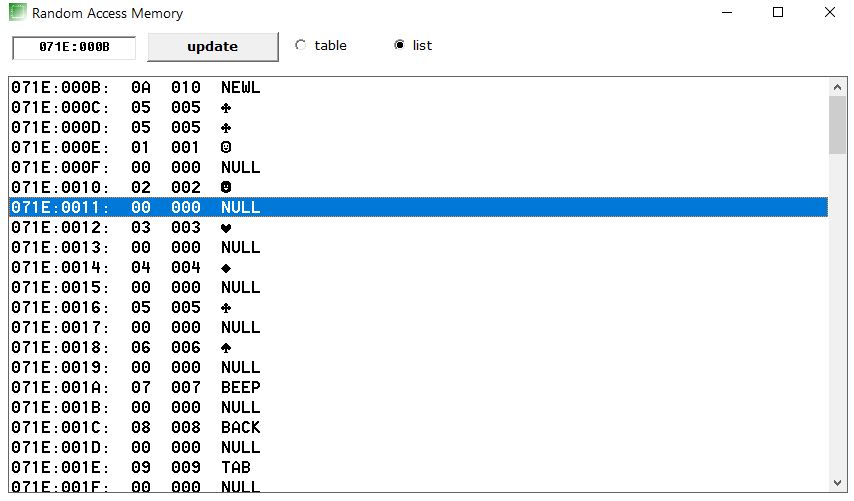 Random Access Memory
071E:000B update table list
071E:000B: 0A 010 NEWL
071E:000C: 05 005 ♣
071E:000D: 05 005 ♣
071E:000E: 01 001 ☺
071E:000F: 00 000 NULL
071E:0010: 02 002 ☻
071E:0011: 00 000 NULL
071E:0012: 03 003 ♥
071E:0013: 00 000 NULL
071E:0014: 04 004 ♦
071E:0015: 00 000 NULL
071E:0016: 05 005 ♣
071E:0017: 00 000 NULL
071E:0018: 06 006 ♠
071E:0019: 00 000 NULL
071E:001A: 07 007 BEEP
071E:001B: 00 000 NULL
071E:001C: 08 008 BACK
071E:001D: 00 000 NULL
071E:001E: 09 009 TAB
071E:001F: 00 000 NULL